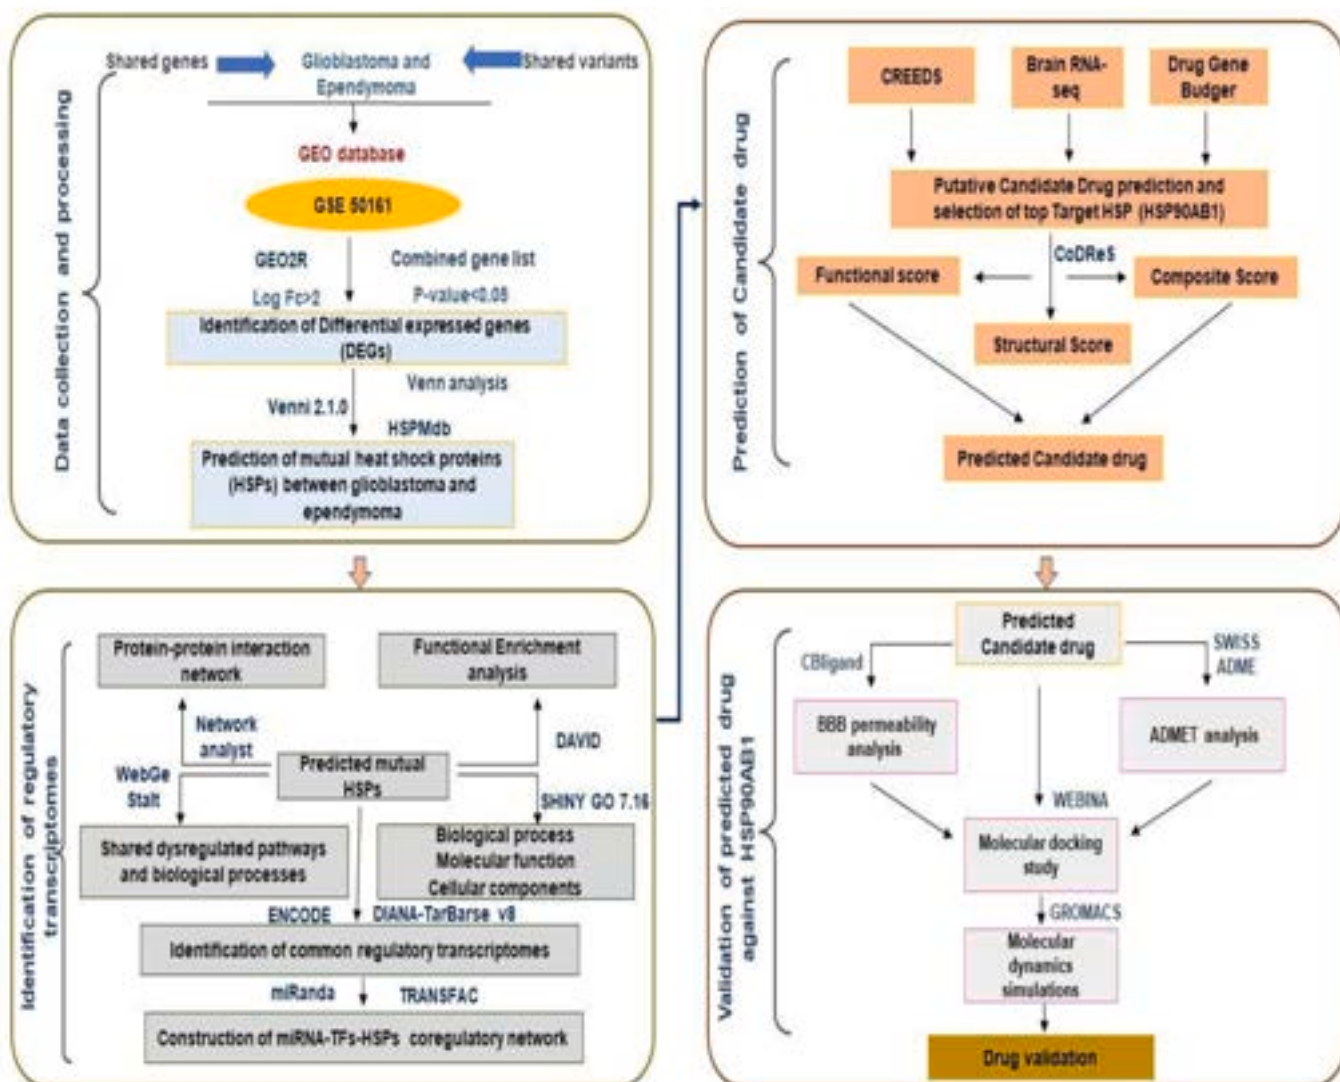 Data collection and processing
Shared genes
Glioblastoma and
Ependymoma
Shared variants
GEO database
GSE 50161
GEO2R
Combined gene list
Log Fc>2
P-value<0.05
Identification of Differential expressed genes
(DEGs)
Venn analysis
Venni 2.1.0
HSPMdb
Prediction of mutual heat shock proteins
(HSPs) between glioblastoma and
ependymoma
Identification of regulatory
transcriptomes
Protein-protein interaction
network
Functional Enrichment
analysis
Network
analyst
DAVID
Predicted mutual
HSPs
WebGe
Stalt
SHINY GO 7.16
Shared dysregulated pathways
and biological processes
Biological process
Molecular function
Cellular components
ENCODE
DIANA-TarBarse v8
Identification of common regulatory transcriptomes
miRanda
TRANSFAC
Construction of miRNA-TFs-HSPs coregulatory network
Prediction of Candidate
drug
CREEDS
Brain RNA-
seq
Drug Gene
Budger
Putative Candidate Drug prediction and
selection of top Target HSP (HSP90AB1)
CoDReS
Functional score
Composite Score
Structural Score
Predicted Candidate drug
Validation of predicted drug
against HSP90AB1
Predicted
Candidate drug
CBligand
SWISS
ADME
BBB permeability
analysis
ADMET analysis
WEBINA
Molecular docking
study
GROMACS
Molecular
dynamics
simulations
Drug validation